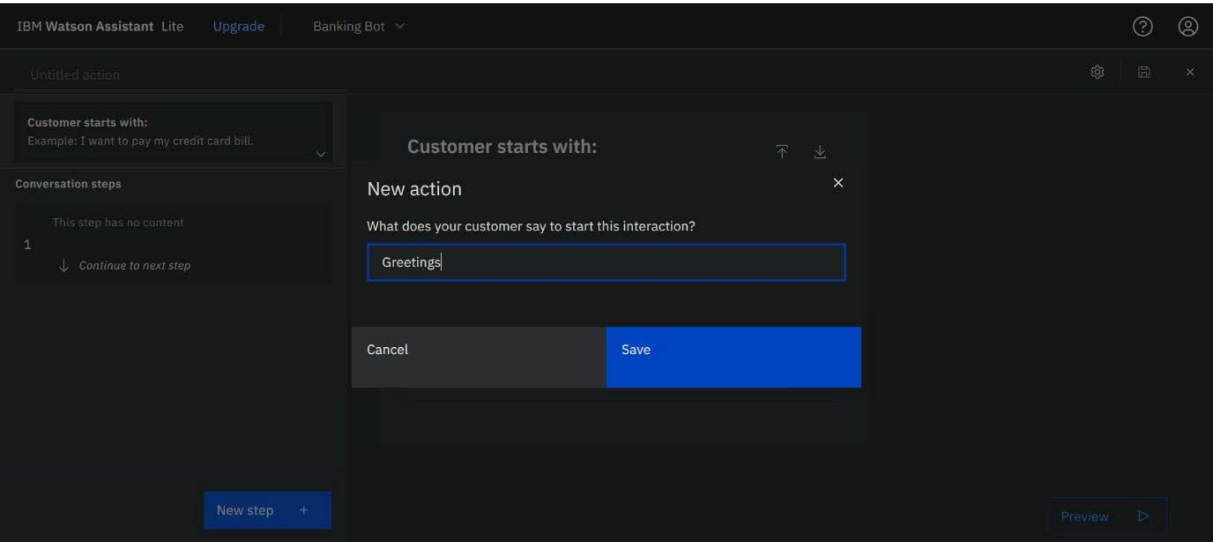 IBM Watson Assistant Lite Upgrade Banking Bot
Untitled action
Customer starts with:
Example: I want to pay my credit card bill.
Conversation steps
This step has no content
1
Continue to next step
New step +
Customer starts with:
New action
What does your customer say to start this interaction?
Greetings
Cancel
Save
Preview